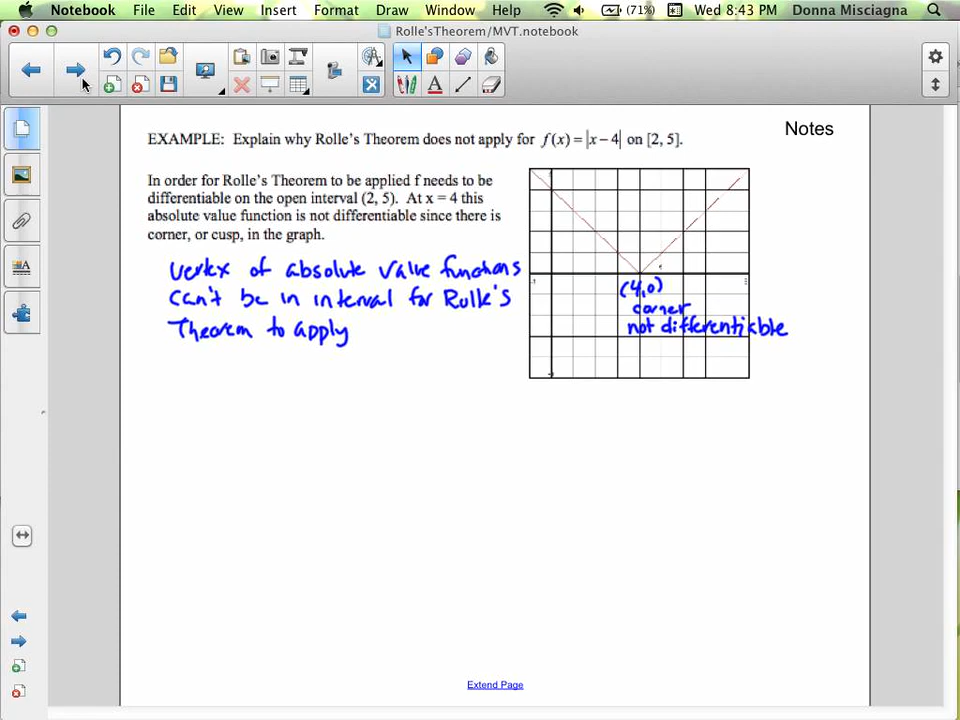 Notebook File Edit View Insert Format Draw Window Help (71%) Wed 8:43 PM Donna Misciagna
Rolle'sTheorem/MVT.notebook
Notes
EXAMPLE: Explain why Rolle's Theorem does not apply for f(x) = |x − 4| on [2, 5].
In order for Rolle's Theorem to be applied f needs to be
differentiable on the open interval (2, 5). At x = 4 this
absolute value function is not differentiable since there is
corner, or cusp, in the graph.
Vertex of absolute value functions
can't be in interval for Rolle's
Theorem to apply
(4,0)
corner
not differentiable
Extend Page